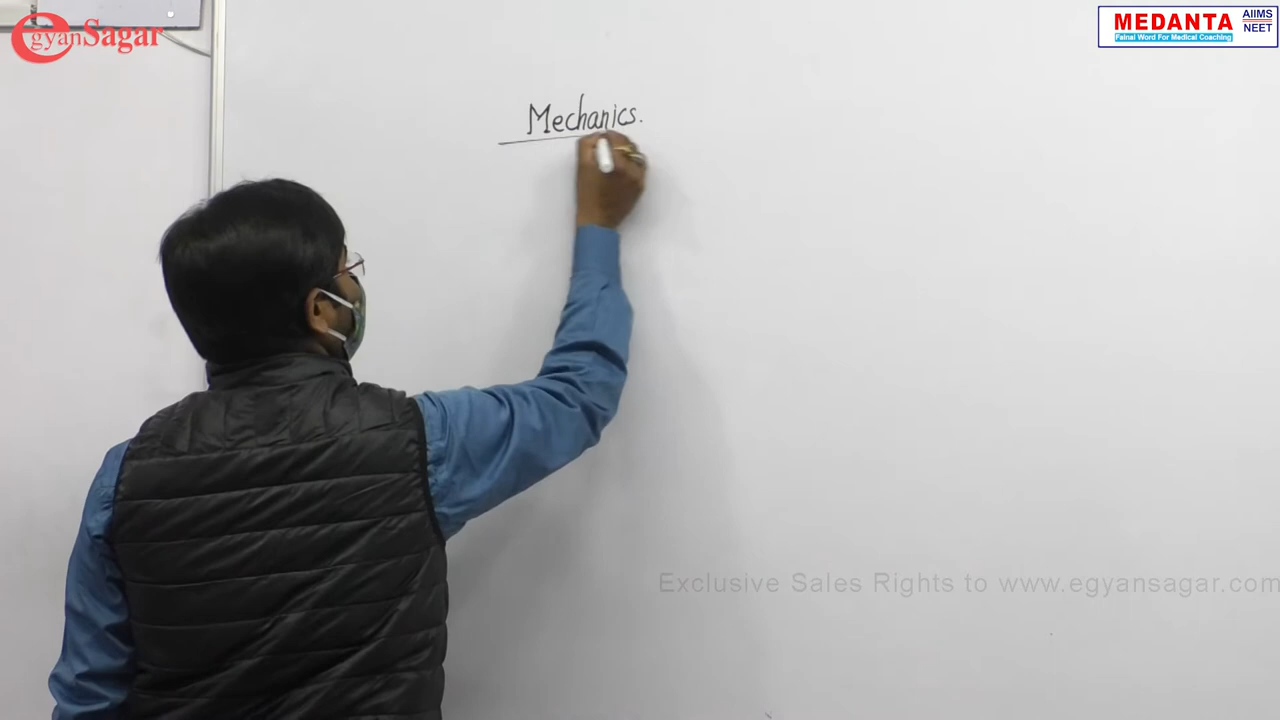 egyanSagar
MEDANTA
AIIMS
NEET
Fainal Word For Medical Coaching
Mechanics.
Exclusive Sales Rights to www.egyansagar.com